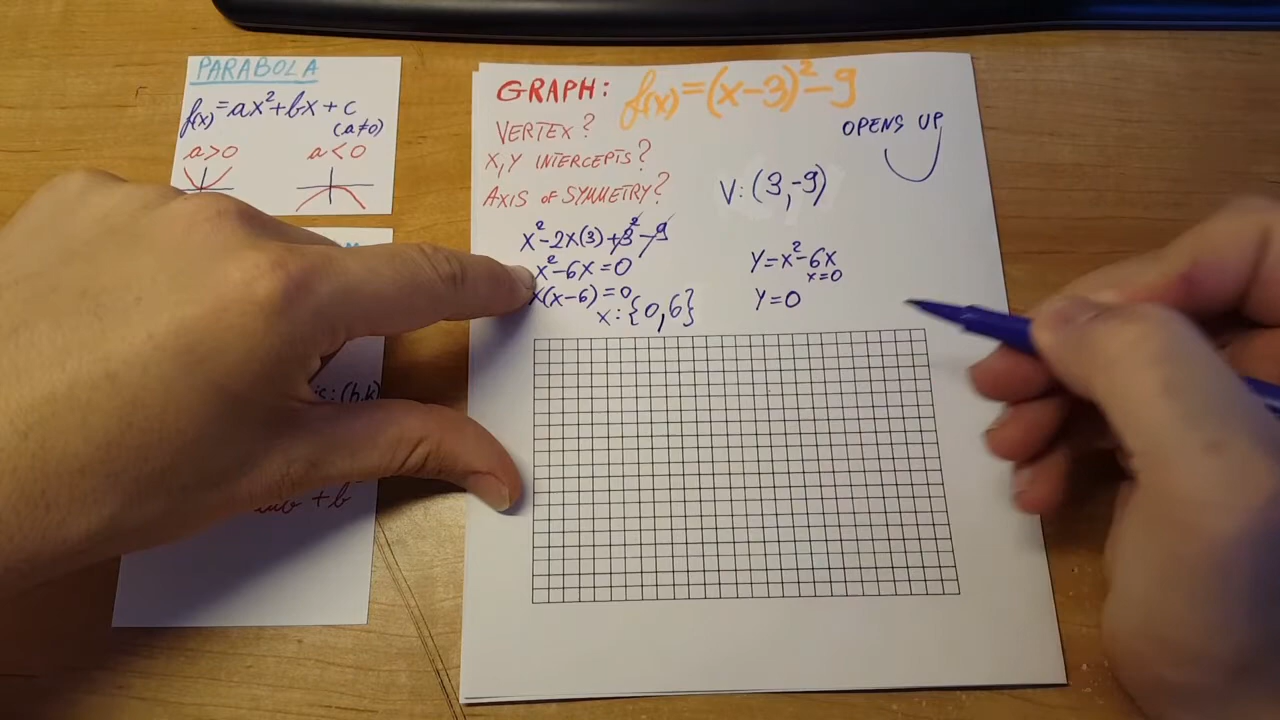 PARABOLA
f(x)=ax²+bx+c
(a≠0)
a>0 a<0
is: (h,k)
+ b
GRAPH: f(x)=(x-3)²-9
VERTEX?
X,Y INTERCEPTS?
AXIS OF SYMMETRY?
OPENS UP
V: (3,-9)
x²-2x(3)+3²-9
x²-6x=0
x(x-6)=0
x: {0,6}
y=x²-6x
x=0
y=0